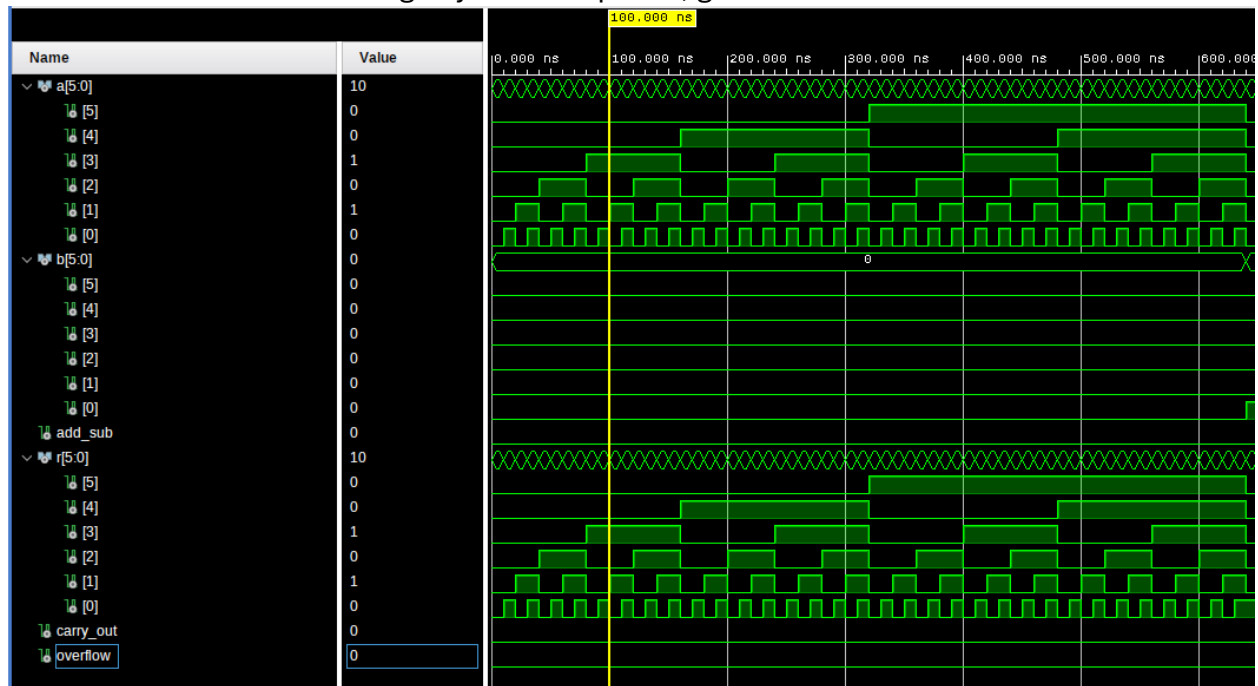 100.000 ns
Name Value
0.000 ns 100.000 ns 200.000 ns 300.000 ns 400.000 ns 500.000 ns 600.000
a[5:0] 10
[5] 0
[4] 0
[3] 1
[2] 0
[1] 1
[0] 0
b[5:0] 0 0
[5] 0
[4] 0
[3] 0
[2] 0
[1] 0
[0] 0
add_sub 0
r[5:0] 10
[5] 0
[4] 0
[3] 1
[2] 0
[1] 1
[0] 0
carry_out 0
overflow 0